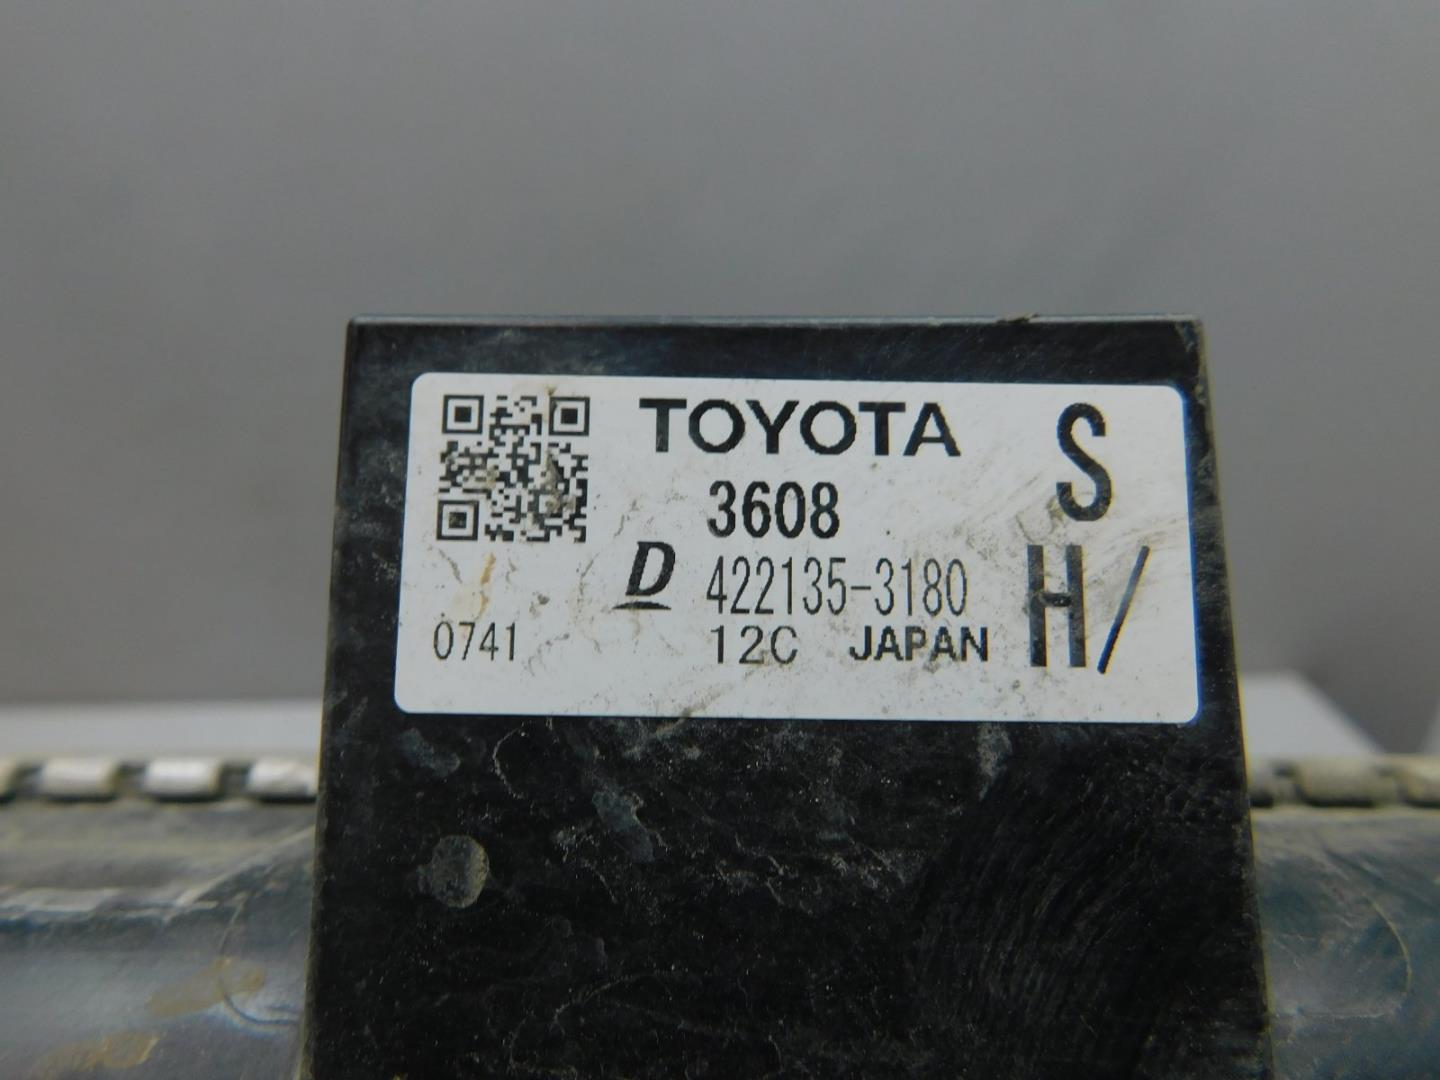 TOYOTA
3608
D 422135-3180
0741 12C JAPAN
S
H/